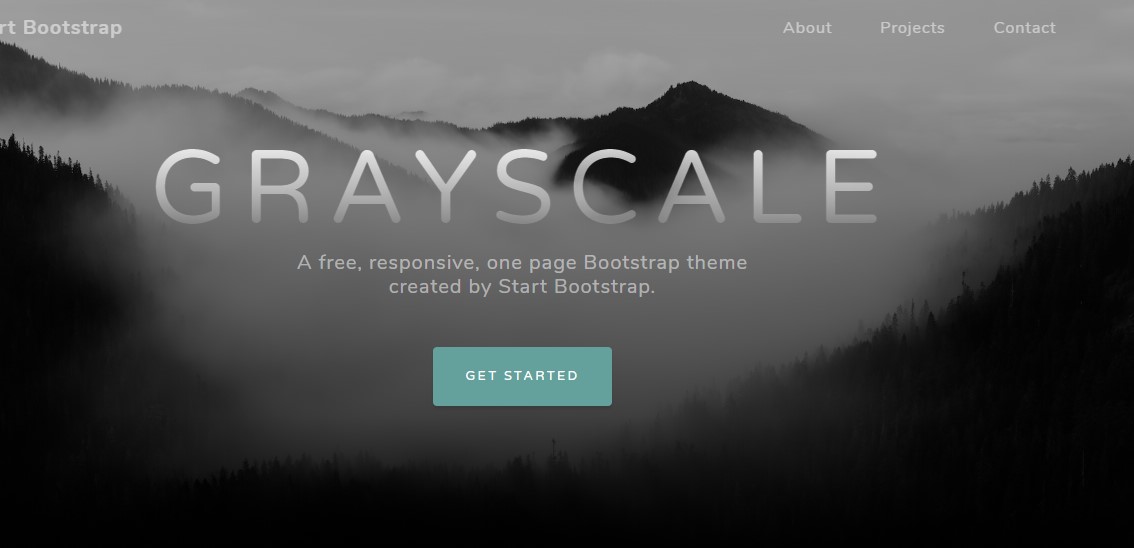 rt Bootstrap
About Projects Contact
GRAYSCALE
A free, responsive, one page Bootstrap theme
created by Start Bootstrap.
GET STARTED